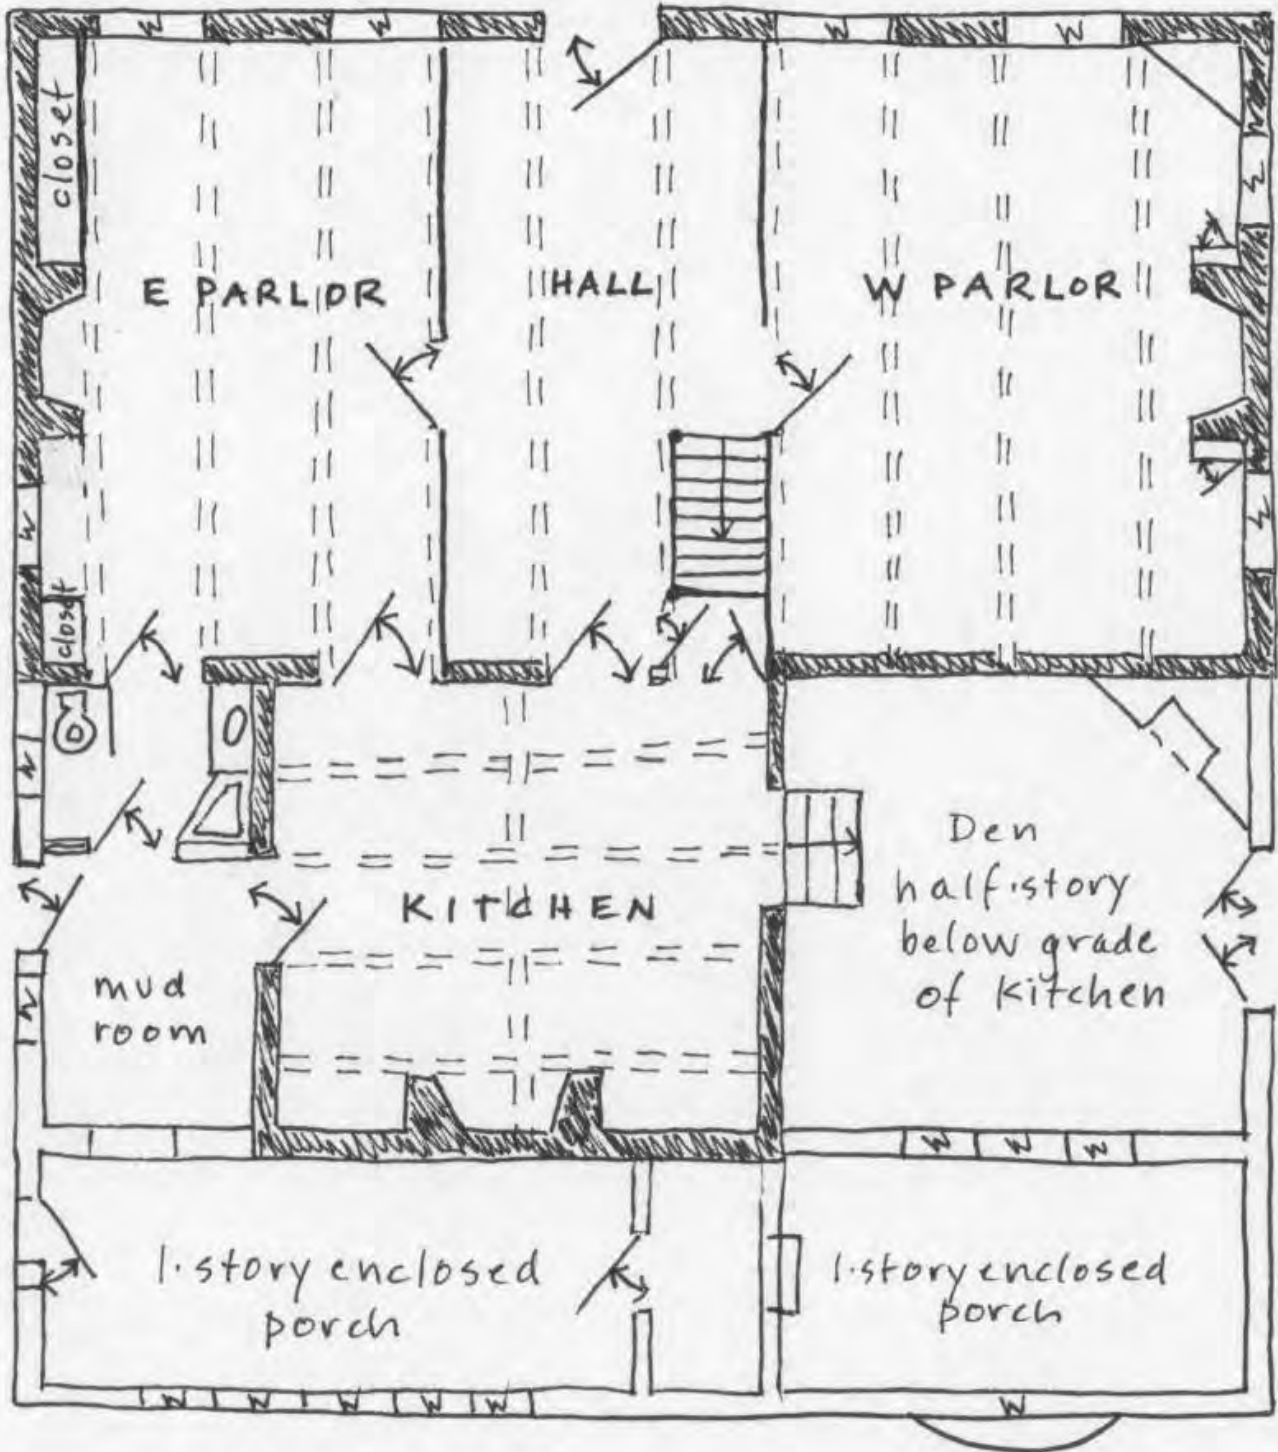 W W W W
closet
E PARLOR HALL W PARLOR
W
W
W
closet
W
KITCHEN
Den
half·story
below grade
of Kitchen
mud
room
W
W W W
1·story enclosed
porch
1·story enclosed
porch
W W W W W
W